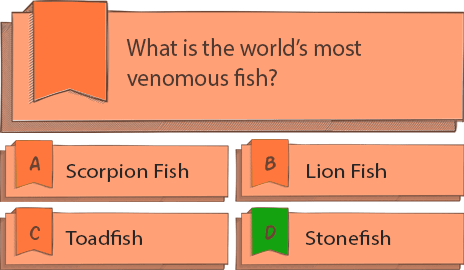 What is the world’s most
venomous fish?
A Scorpion Fish
B Lion Fish
C Toadfish
D Stonefish